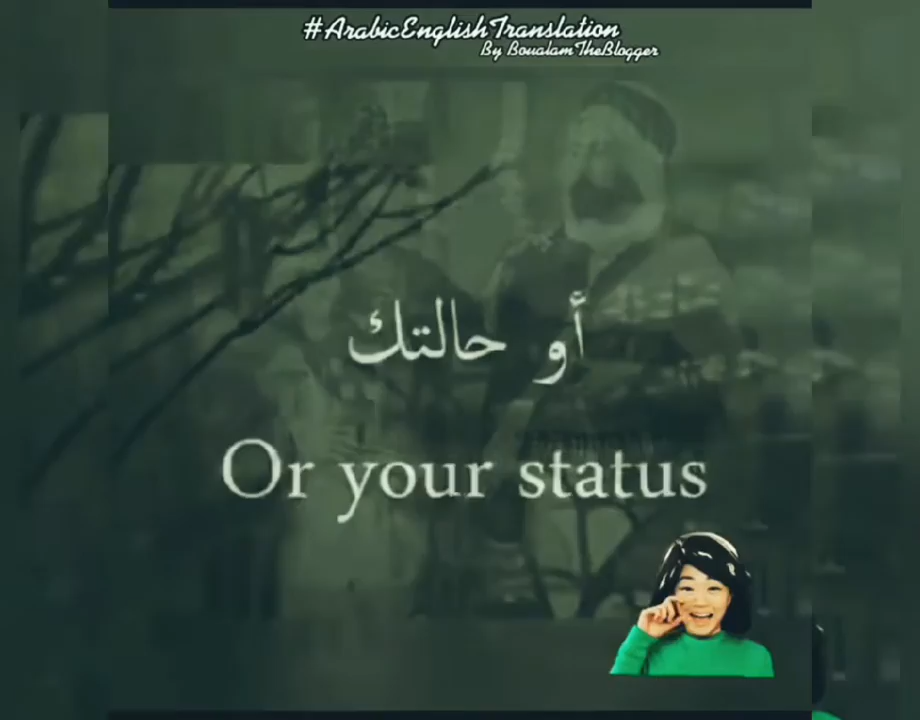 #ArabicEnglishTranslation
By BoualamTheBlogger
أو حالتك
Or your status